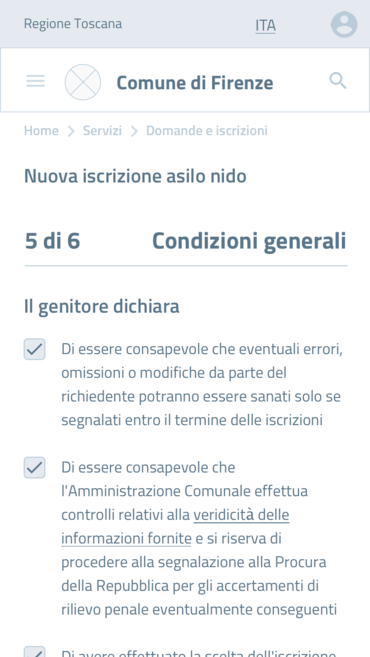 Regione Toscana
ITA
Comune di Firenze
Home > Servizi > Domande e iscrizioni
Nuova iscrizione asilo nido
5 di 6 Condizioni generali
Il genitore dichiara
Di essere consapevole che eventuali errori,
omissioni o modifiche da parte del
richiedente potranno essere sanati solo se
segnalati entro il termine delle iscrizioni
Di essere consapevole che
l'Amministrazione Comunale effettua
controlli relativi alla veridicità delle
informazioni fornite e si riserva di
procedere alla segnalazione alla Procura
della Repubblica per gli accertamenti di
rilievo penale eventualmente conseguenti
Di avere effettuato la scelta dell'iscrizione